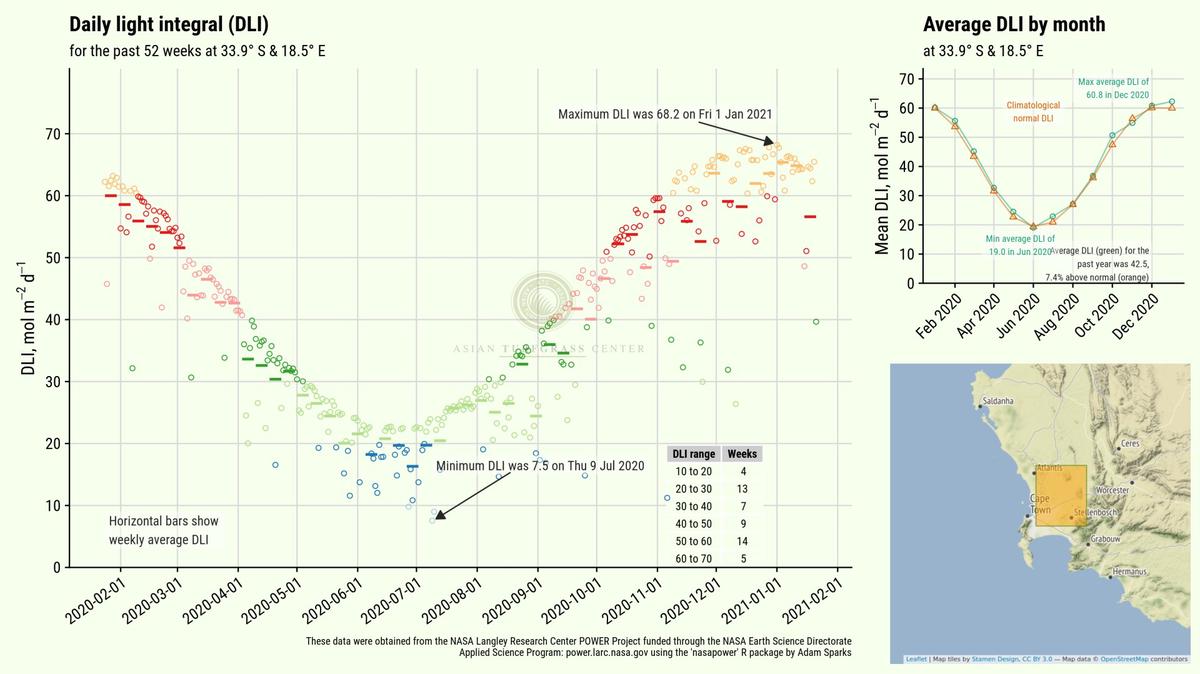 Daily light integral (DLI)
for the past 52 weeks at 33.9° S & 18.5° E
DLI, mol m⁻² d⁻¹
70
60
50
40
30
20
10
0
Maximum DLI was 68.2 on Fri 1 Jan 2021
ASIAN TURFGRASS CENTER
Minimum DLI was 7.5 on Thu 9 Jul 2020
Horizontal bars show
weekly average DLI
DLI range Weeks
10 to 20 4
20 to 30 13
30 to 40 7
40 to 50 9
50 to 60 14
60 to 70 5
2020-02-01
2020-03-01
2020-04-01
2020-05-01
2020-06-01
2020-07-01
2020-08-01
2020-09-01
2020-10-01
2020-11-01
2020-12-01
2021-01-01
2021-02-01
These data were obtained from the NASA Langley Research Center POWER Project funded through the NASA Earth Science Directorate
Applied Science Program: power.larc.nasa.gov using the 'nasapower' R package by Adam Sparks
Average DLI by month
at 33.9° S & 18.5° E
Mean DLI, mol m⁻² d⁻¹
70
60
50
40
30
20
10
0
Max average DLI of
60.8 in Dec 2020
Climatological
normal DLI
Min average DLI of
19.0 in Jun 2020
Average DLI (green) for the
past year was 42.5,
7.4% above normal (orange)
Feb 2020
Apr 2020
Jun 2020
Aug 2020
Oct 2020
Dec 2020
Saldanha
Ceres
Atlantis
Worcester
Cape
Town
Stellenbosch
Grabouw
Hermanus
Leaflet | Map tiles by Stamen Design, CC BY 3.0 — Map data © OpenStreetMap contributors